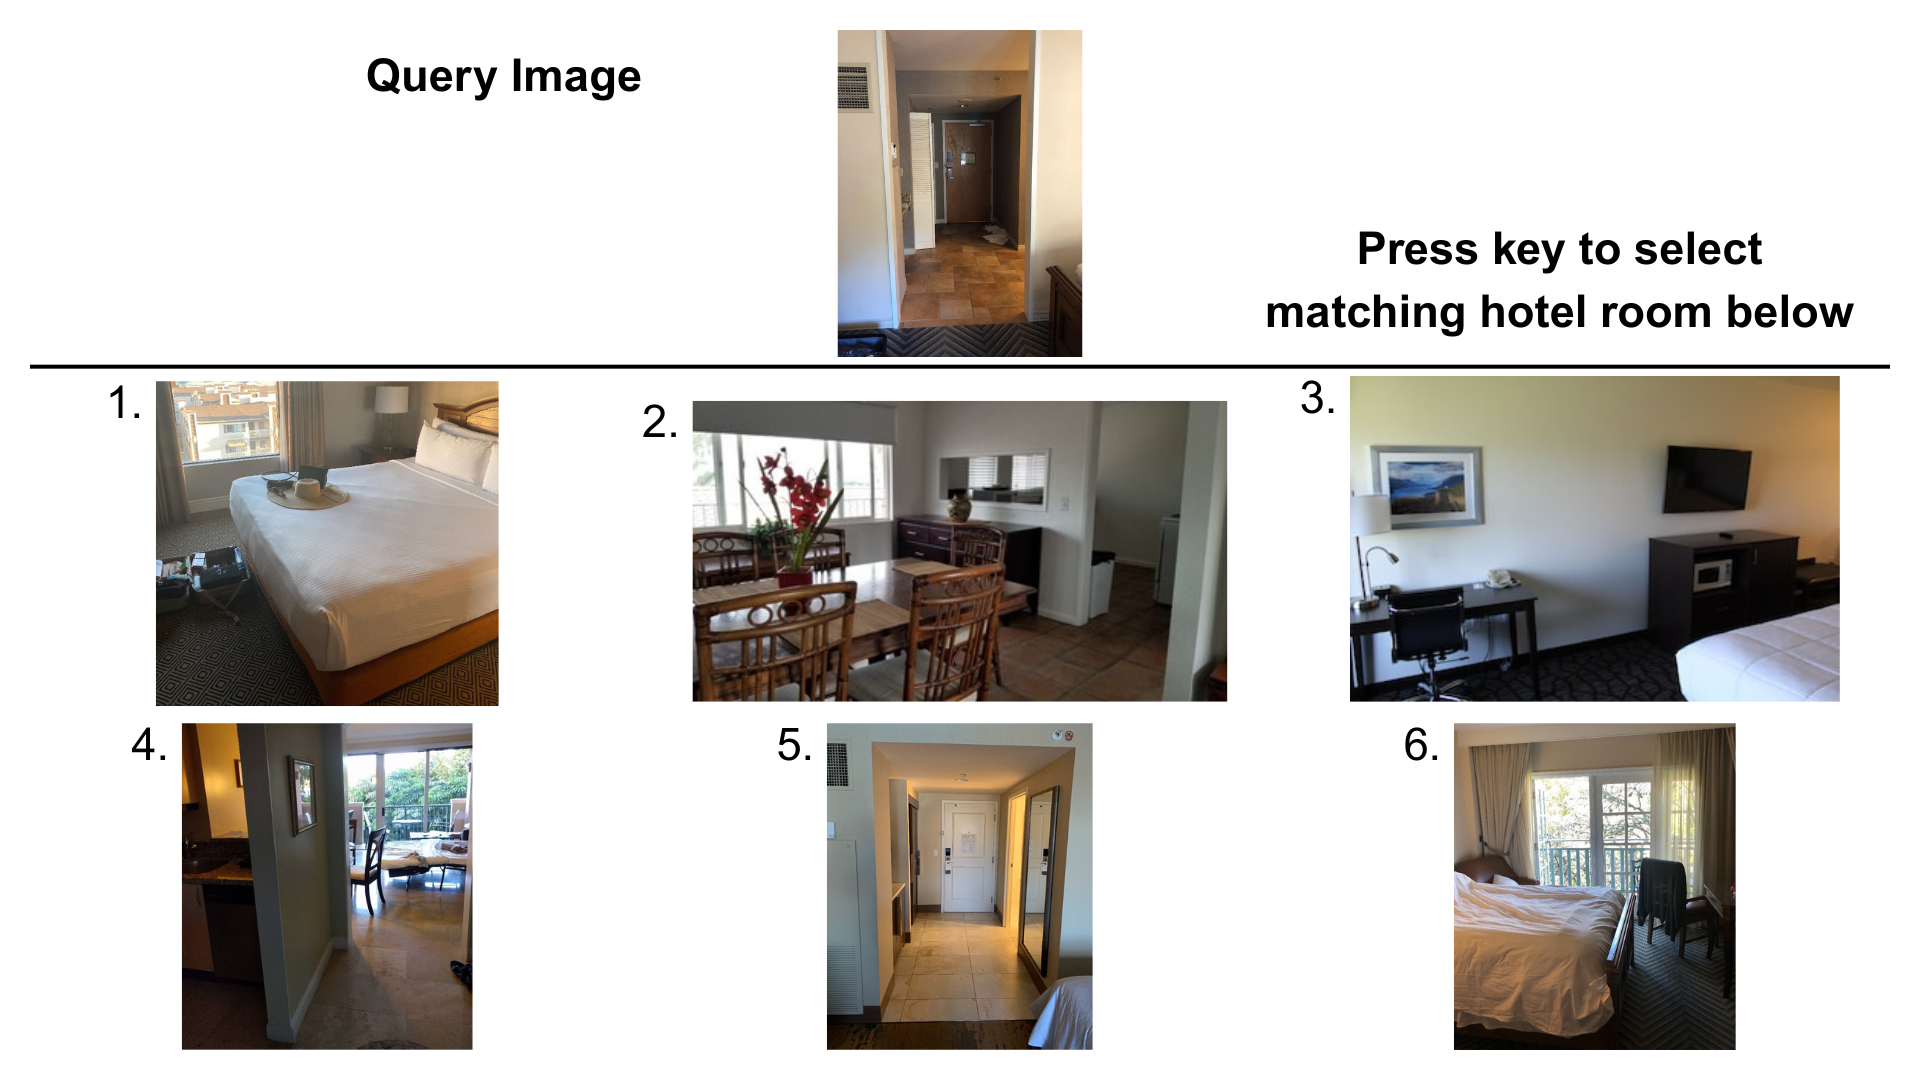 Query Image
Press key to select
matching hotel room below
1.
2.
3.
4.
5.
6.